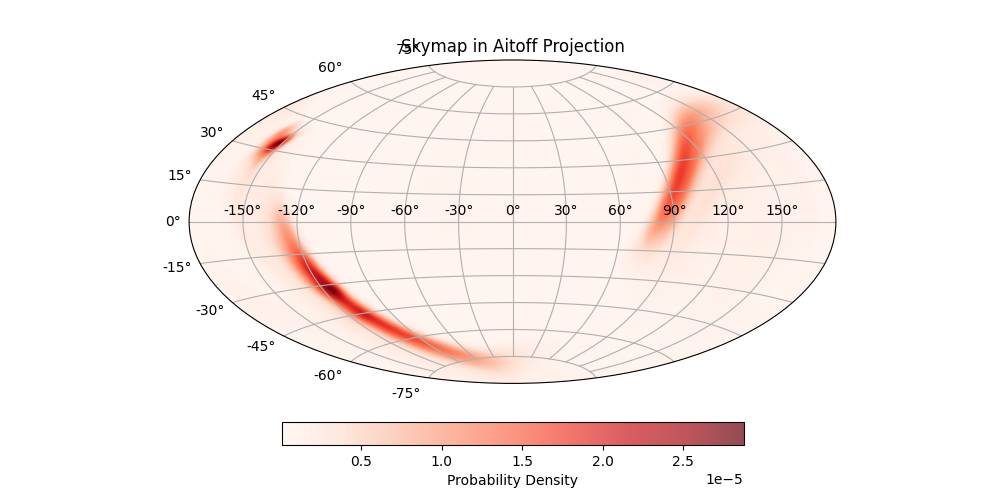 Skymap in Aitoff Projection
75°
60°
45°
30°
15°
-150° -120° -90° -60° -30° 0° 30° 60° 90° 120° 150°
0°
-15°
-30°
-45°
-60°
-75°
0.5 1.0 1.5 2.0 2.5
1e−5
Probability Density